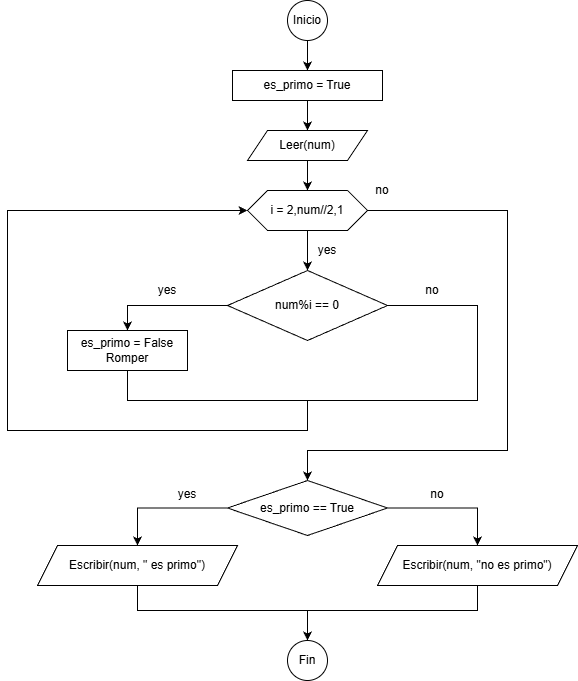 Inicio
es_primo = True
Leer(num)
no
i = 2,num//2,1
yes
yes
no
num%i == 0
es_primo = False
Romper
es_primo == True
yes
no
Escribir(num, " es primo")
Escribir(num, "no es primo")
Fin